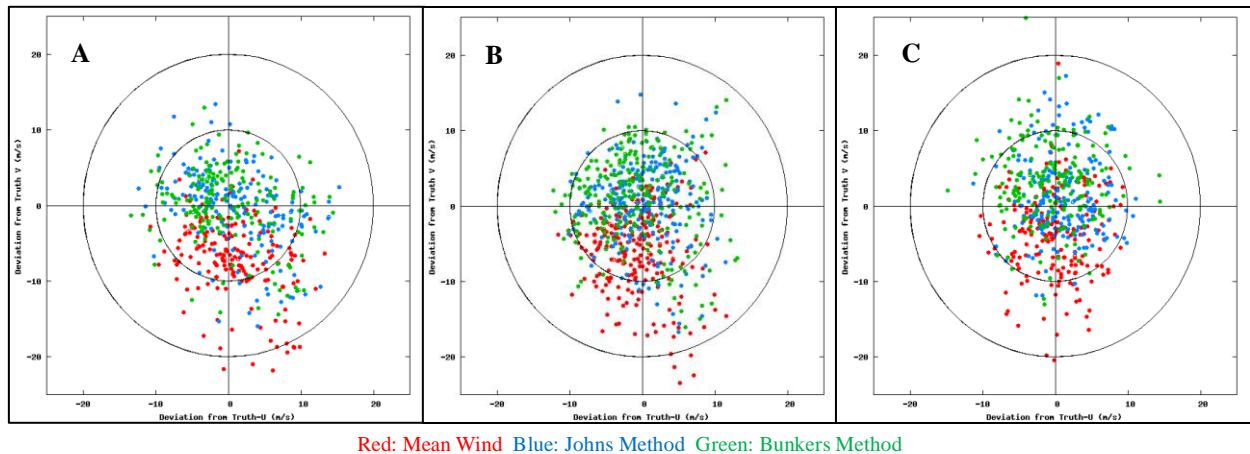 A
20
10
0
-10
-20
Deviation from Truth V (m/s)
-20 -10 0 10 20
Deviation from Truth-U (m/s)
B
20
10
0
-10
-20
Deviation from Truth V (m/s)
-20 -10 0 10 20
Deviation from Truth-U (m/s)
C
20
10
0
-10
-20
Deviation from Truth V (m/s)
-20 -10 0 10 20
Deviation from Truth-U (m/s)
Red: Mean Wind Blue: Johns Method Green: Bunkers Method